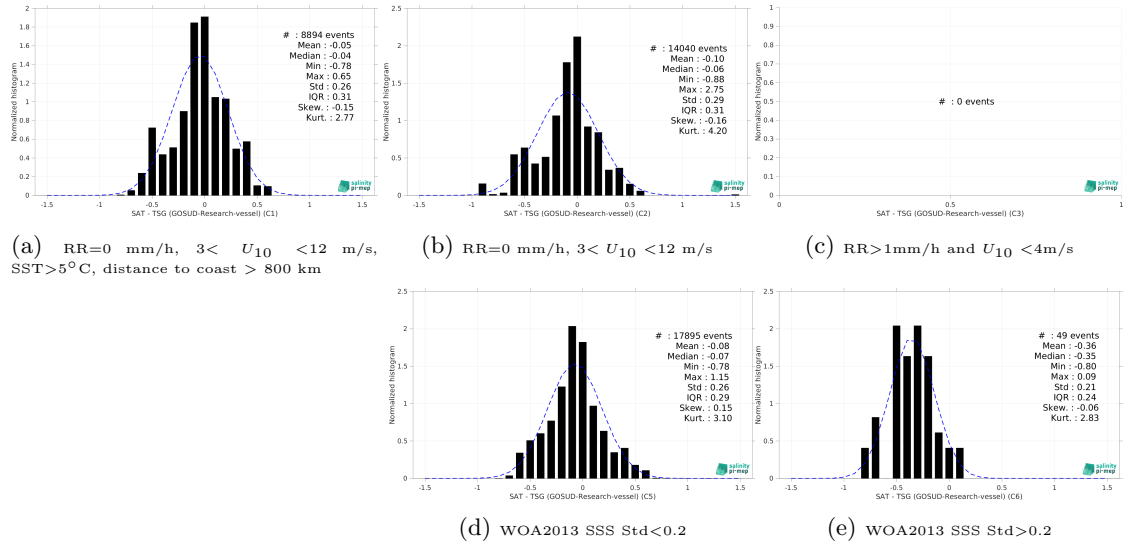 2
1.8
1.6
1.4
1.2
1
0.8
0.6
0.4
0.2
0
Normalized histogram
# : 8894 events
Mean : -0.05
Median : -0.04
Min : -0.78
Max : 0.65
Std : 0.26
IQR : 0.31
Skew. : -0.15
Kurt. : 2.77
salinity
pi-mep
-1.5 -1 -0.5 0 0.5 1 1.5
SAT - TSG (GOSUD-Research-vessel) (C1)
(a) RR=0 mm/h, 3< U10 <12 m/s,
SST>5°C, distance to coast > 800 km
2.5
2
1.5
1
0.5
0
Normalized histogram
# : 14040 events
Mean : -0.10
Median : -0.06
Min : -0.88
Max : 2.75
Std : 0.29
IQR : 0.31
Skew. : -0.16
Kurt. : 4.20
salinity
pi-mep
-1.5 -1 -0.5 0 0.5 1 1.5
SAT - TSG (GOSUD-Research-vessel) (C2)
(b) RR=0 mm/h, 3< U10 <12 m/s
1
0.9
0.8
0.7
0.6
0.5
0.4
0.3
0.2
0.1
0
Normalized histogram
# : 0 events
salinity
pi-mep
0 0.5 1
SAT - TSG (GOSUD-Research-vessel) (C3)
(c) RR>1mm/h and U10 <4m/s
2.5
2
1.5
1
0.5
0
Normalized histogram
# : 17895 events
Mean : -0.08
Median : -0.07
Min : -0.78
Max : 1.15
Std : 0.26
IQR : 0.29
Skew. : 0.15
Kurt. : 3.10
salinity
pi-mep
-1.5 -1 -0.5 0 0.5 1 1.5
SAT - TSG (GOSUD-Research-vessel) (C5)
(d) WOA2013 SSS Std<0.2
2.5
2
1.5
1
0.5
0
Normalized histogram
# : 49 events
Mean : -0.36
Median : -0.35
Min : -0.80
Max : 0.09
Std : 0.21
IQR : 0.24
Skew. : -0.06
Kurt. : 2.83
salinity
pi-mep
-1.5 -1 -0.5 0 0.5 1 1.5
SAT - TSG (GOSUD-Research-vessel) (C6)
(e) WOA2013 SSS Std>0.2